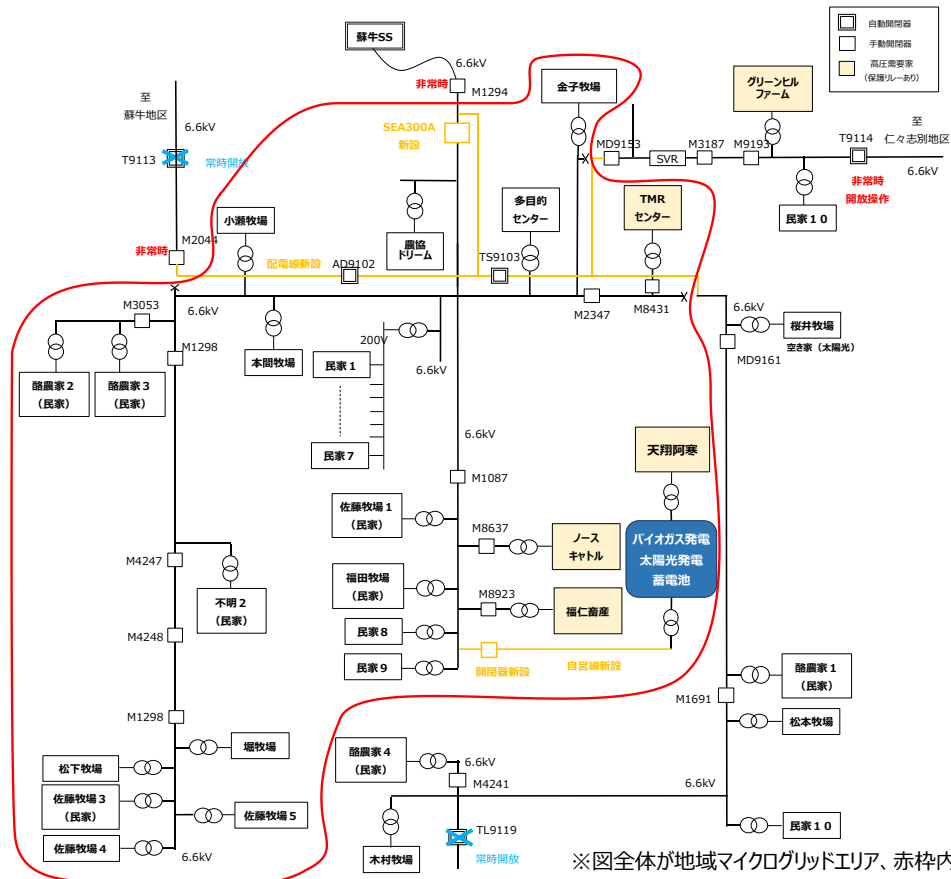 蘇牛SS
6.6kV
非常時
M1294
自動開閉器
手動開閉器
高圧需要家
(保護リレーあり)
至
蘇牛地区
6.6kV
T9113
常時開放
SEA300A
新設
金子牧場
グリーンヒル
ファーム
MD9153
SVR
M3187
M9193
T9114
至
仁々志別地区
6.6kV
非常時
開放操作
民家10
M2044
非常時
小瀬牧場
配電線新設
AD9102
農協
ドリーム
TS9103
多目的
センター
TMR
センター
M8431
M2347
M3053
6.6kV
M1298
酪農家2
(民家)
酪農家3
(民家)
本間牧場
200V
6.6kV
民家1
民家7
6.6kV
6.6kV
桜井牧場
空き家(太陽光)
MD9161
M1087
佐藤牧場1
(民家)
M8637
ノース
キャトル
天翔阿寒
バイオガス発電
太陽光発電
蓄電池
福田牧場
(民家)
M8923
福仁畜産
民家8
民家9
開閉器新設
自営線新設
M4247
不明2
(民家)
M4248
M1298
堀牧場
松下牧場
佐藤牧場3
(民家)
佐藤牧場5
佐藤牧場4
6.6kV
酪農家1
(民家)
M1691
松本牧場
酪農家4
(民家)
6.6kV
M4241
6.6kV
TL9119
常時開放
木村牧場
民家10
※図全体が地域マイクログリッドエリア、赤枠内